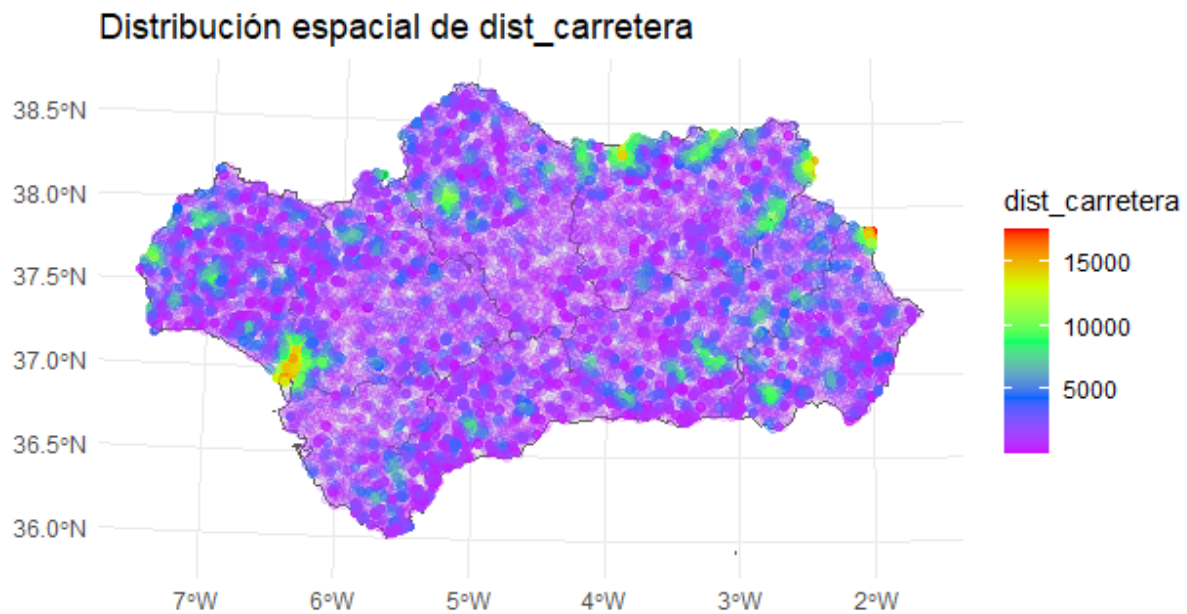 Distribución espacial de dist_carretera
38.5°N
38.0°N
37.5°N
37.0°N
36.5°N
36.0°N
7°W
6°W
5°W
4°W
3°W
2°W
dist_carretera
15000
10000
5000